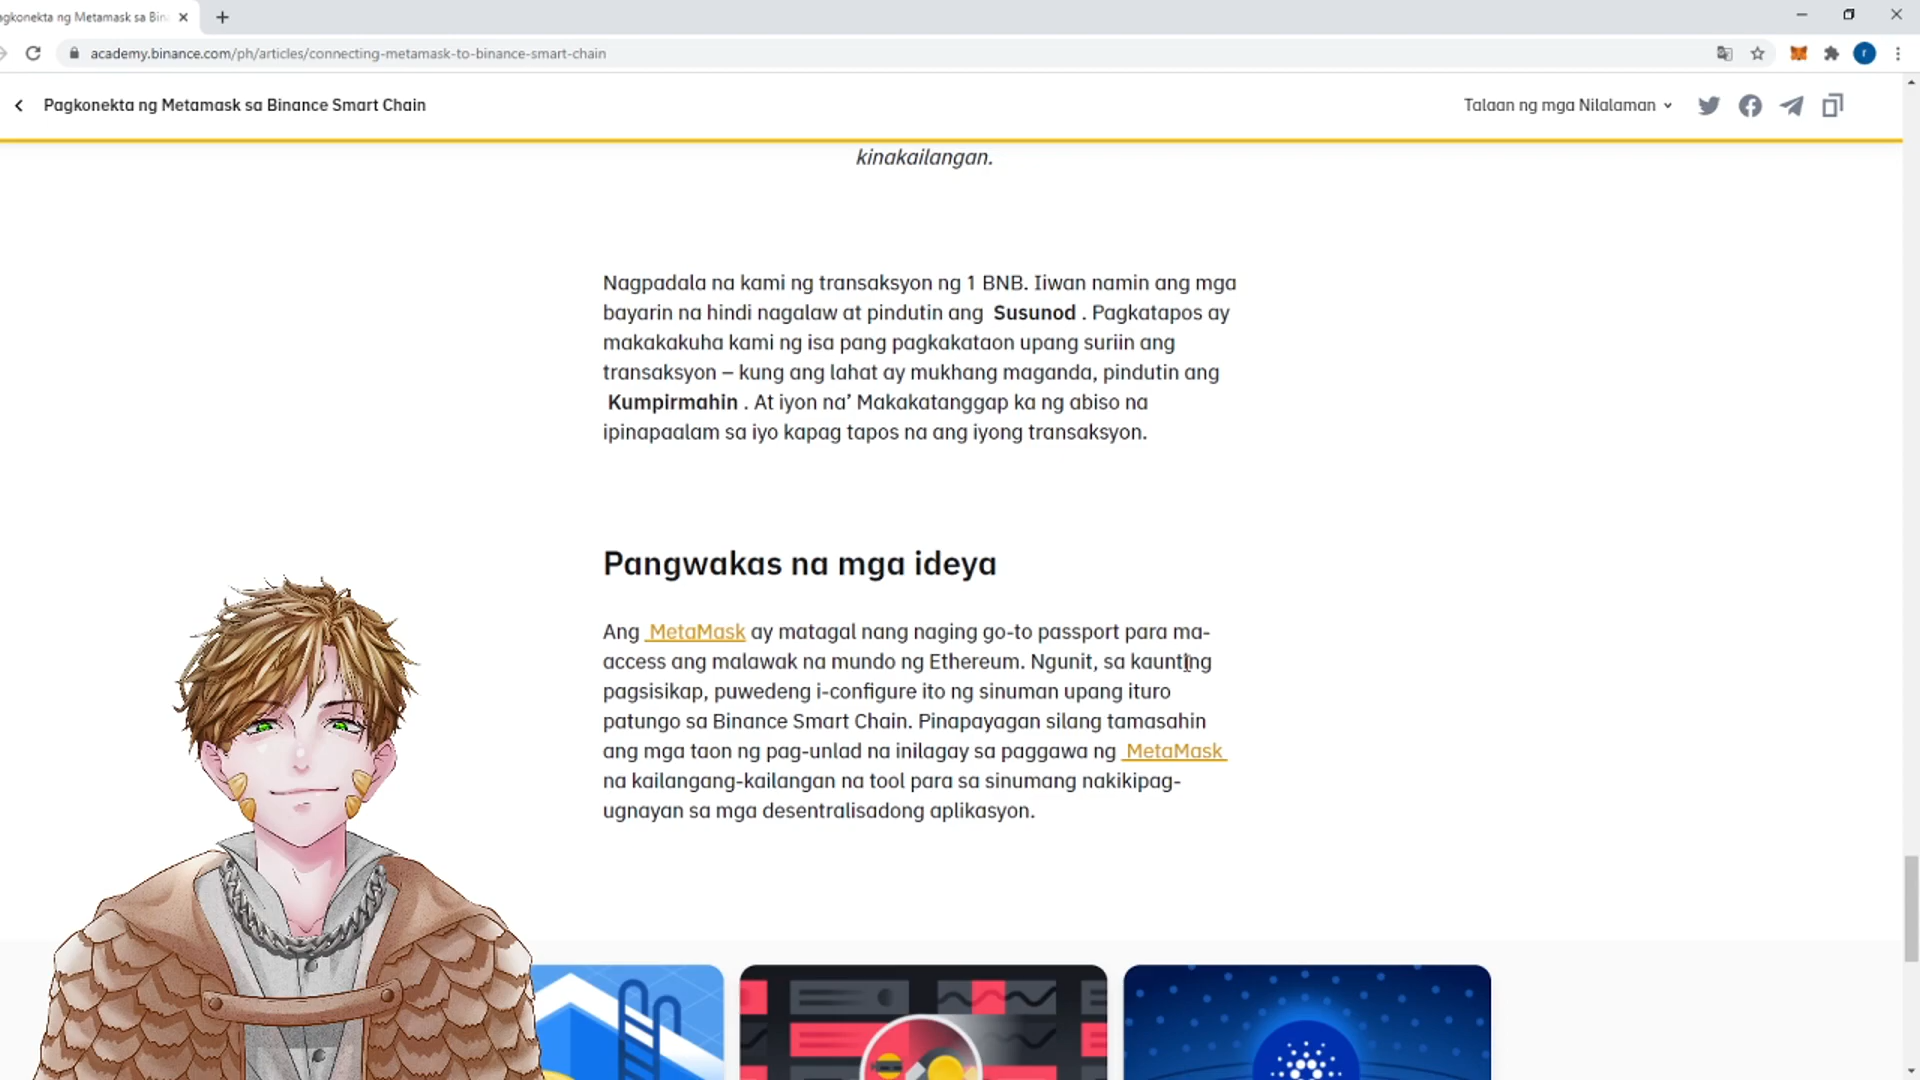 agkonekta ng Metamask sa Bin
academy.binance.com/ph/articles/connecting-metamask-to-binance-smart-chain
r
Pagkonekta ng Metamask sa Binance Smart Chain
Talaan ng mga Nilalaman
kinakailangan.
Nagpadala na kami ng transaksyon ng 1 BNB. Iiwan namin ang mga
bayarin na hindi nagalaw at pindutin ang Susunod . Pagkatapos ay
makakakuha kami ng isa pang pagkakataon upang suriin ang
transaksyon – kung ang lahat ay mukhang maganda, pindutin ang
Kumpirmahin . At iyon na’ Makakatanggap ka ng abiso na
ipinapaalam sa iyo kapag tapos na ang iyong transaksyon.
Pangwakas na mga ideya
Ang MetaMask ay matagal nang naging go-to passport para ma-
access ang malawak na mundo ng Ethereum. Ngunit, sa kaunting
pagsisikap, puwedeng i-configure ito ng sinuman upang ituro
patungo sa Binance Smart Chain. Pinapayagan silang tamasahin
ang mga taon ng pag-unlad na inilagay sa paggawa ng MetaMask
na kailangang-kailangan na tool para sa sinumang nakikipag-
ugnayan sa mga desentralisadong aplikasyon.